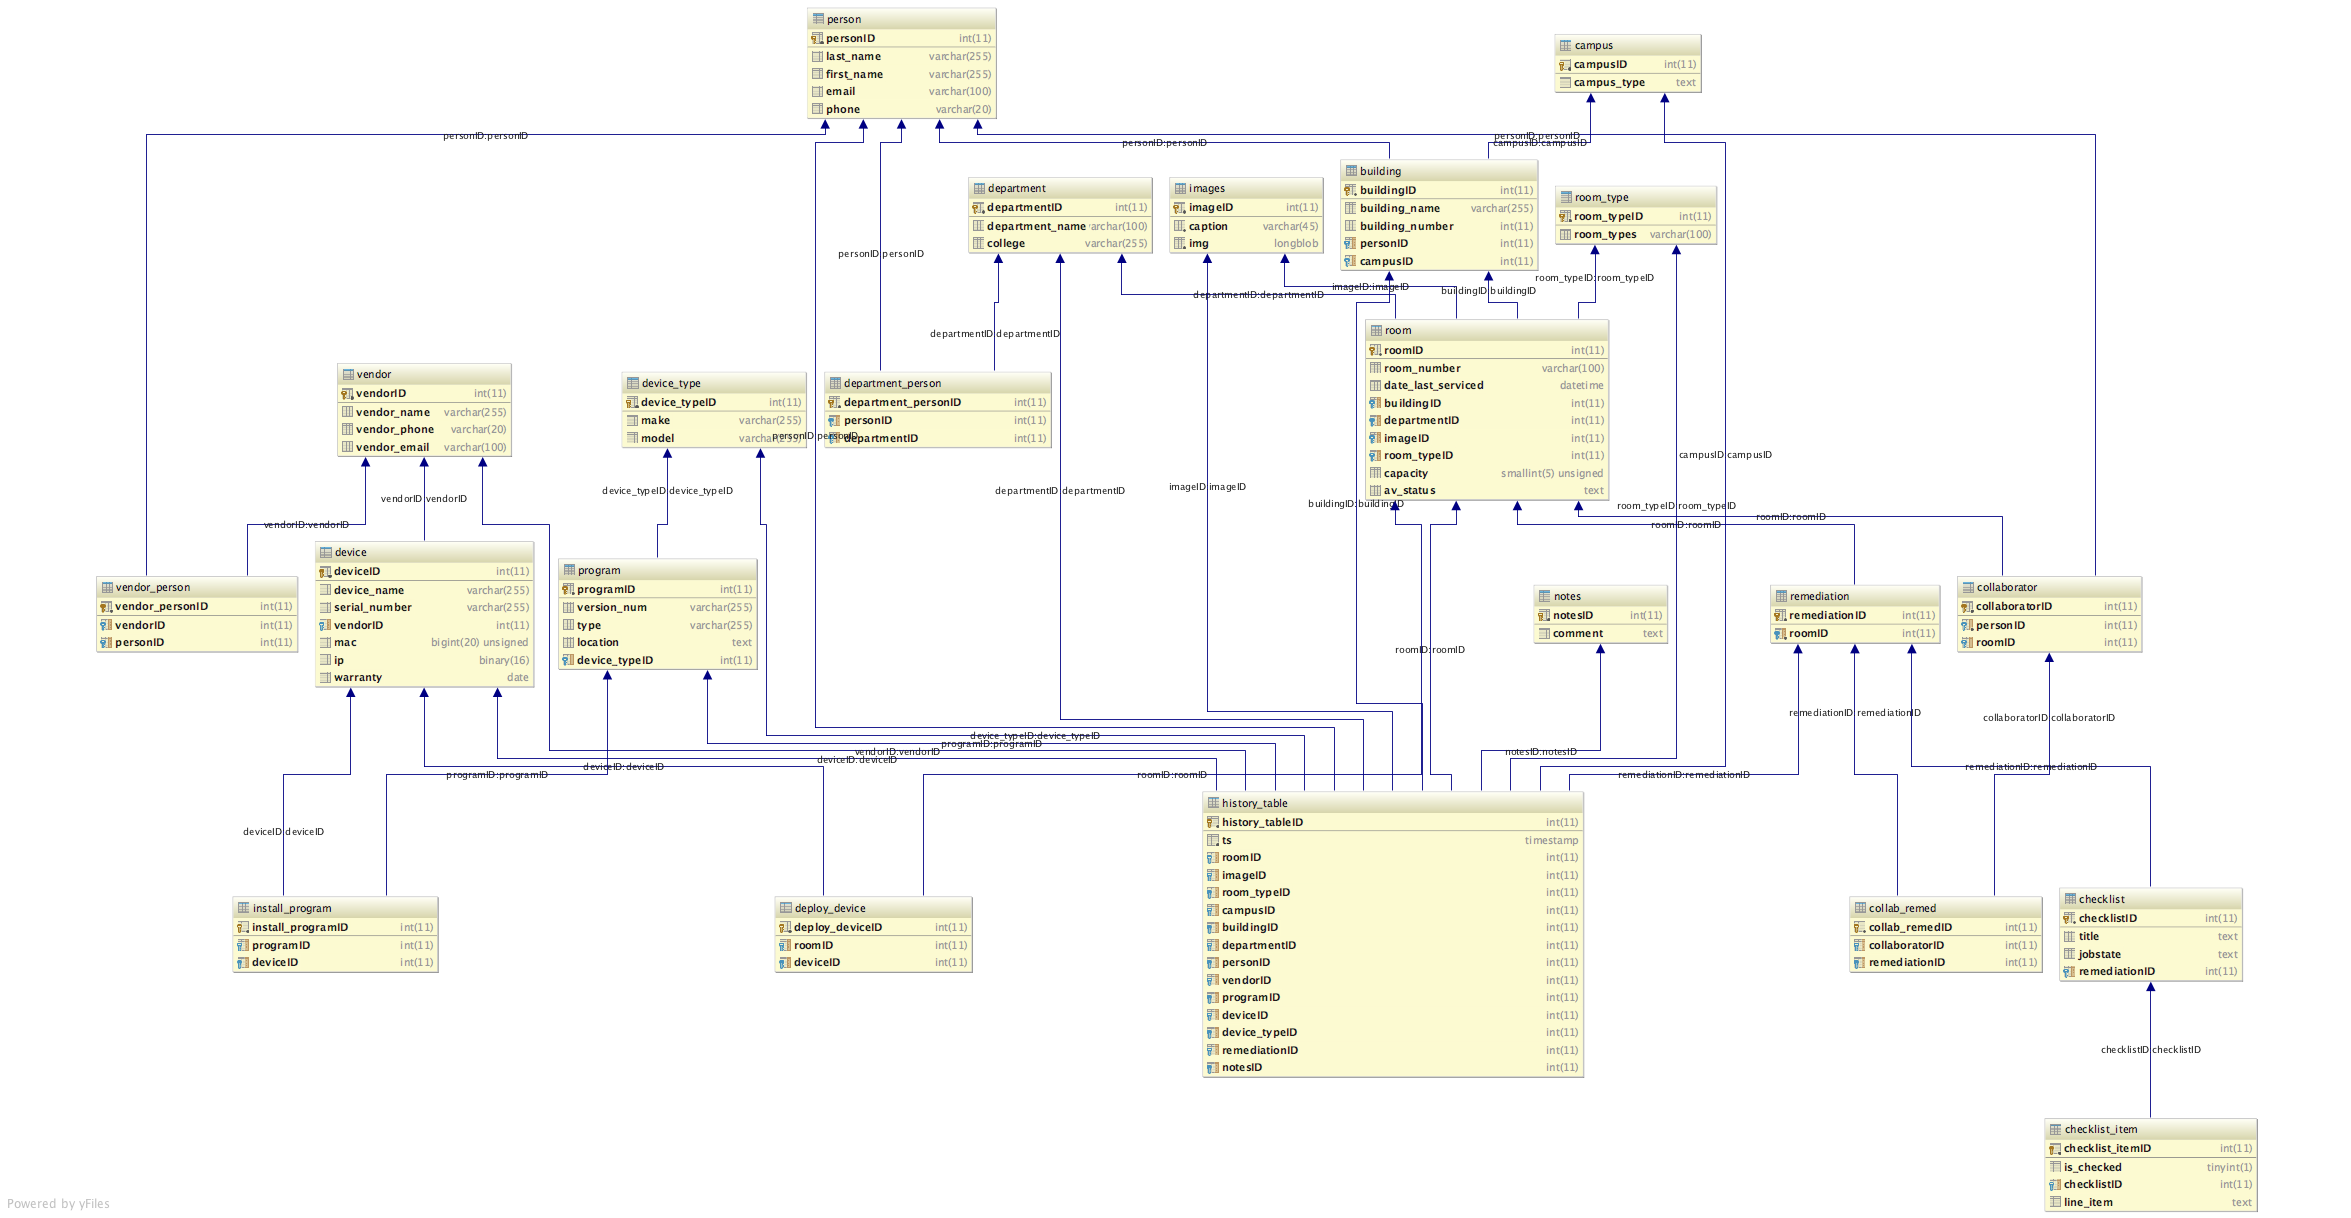 person
personID int(11)
last_name varchar(255)
first_name varchar(255)
email varchar(100)
phone varchar(20)
campus
campusID int(11)
campus_type text
personID:personID
personID:personID
personID:personID
campusID:campusID
building
buildingID int(11)
building_name varchar(255)
building_number int(11)
personID int(11)
campusID int(11)
department
departmentID int(11)
department_name varchar(100)
college varchar(255)
images
imageID int(11)
caption varchar(45)
img longblob
room_type
room_typeID int(11)
room_types varchar(100)
personID:personID
room_typeID:room_typeID
imageID:imageID
buildingID:buildingID
departmentID:departmentID
departmentID:departmentID
room
roomID int(11)
room_number varchar(100)
date_last_serviced datetime
buildingID int(11)
departmentID int(11)
imageID int(11)
room_typeID int(11)
capacity smallint(5) unsigned
av_status text
vendor
vendorID int(11)
vendor_name varchar(255)
vendor_phone varchar(20)
vendor_email varchar(100)
device_type
device_typeID int(11)
make varchar(255)
model varchar(255)
personID:personID
department_person
department_personID int(11)
personID int(11)
departmentID int(11)
campusID:campusID
vendorID:vendorID
device_typeID:device_typeID
departmentID:departmentID
imageID:imageID
buildingID:buildingID
room_typeID:room_typeID
roomID:roomID
roomID:roomID
vendorID:vendorID
vendor_person
vendor_personID int(11)
vendorID int(11)
personID int(11)
device
deviceID int(11)
device_name varchar(255)
serial_number varchar(255)
vendorID int(11)
mac bigint(20) unsigned
ip binary(16)
warranty date
program
programID int(11)
version_num varchar(255)
type varchar(255)
location text
device_typeID int(11)
notes
notesID int(11)
comment text
remediation
remediationID int(11)
roomID int(11)
collaborator
collaboratorID int(11)
personID int(11)
roomID int(11)
roomID:roomID
remediationID:remediationID
collaboratorID:collaboratorID
device_typeID:device_typeID
programID:programID
vendorID:vendorID
notesID:notesID
deviceID:deviceID
deviceID:deviceID
remediationID:remediationID
programID:programID
roomID:roomID
remediationID:remediationID
deviceID:deviceID
history_table
history_tableID int(11)
ts timestamp
roomID int(11)
imageID int(11)
room_typeID int(11)
campusID int(11)
buildingID int(11)
departmentID int(11)
personID int(11)
vendorID int(11)
programID int(11)
deviceID int(11)
device_typeID int(11)
remediationID int(11)
notesID int(11)
install_program
install_programID int(11)
programID int(11)
deviceID int(11)
deploy_device
deploy_deviceID int(11)
roomID int(11)
deviceID int(11)
collab_remed
collab_remedID int(11)
collaboratorID int(11)
remediationID int(11)
checklist
checklistID int(11)
title text
jobstate text
remediationID int(11)
checklistID:checklistID
checklist_item
checklist_itemID int(11)
is_checked tinyint(1)
checklistID int(11)
line_item text
Powered by yFiles